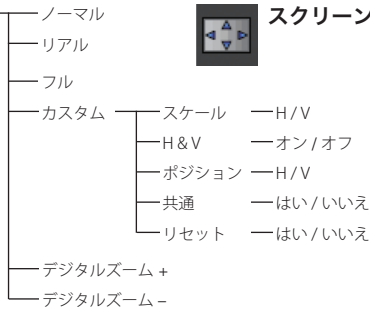 ノーマル
スクリーン
リアル
フル
カスタム スケール H / V
H & V オン / オフ
ポジション H / V
共通 はい / いいえ
リセット はい / いいえ
デジタルズーム +
デジタルズーム –